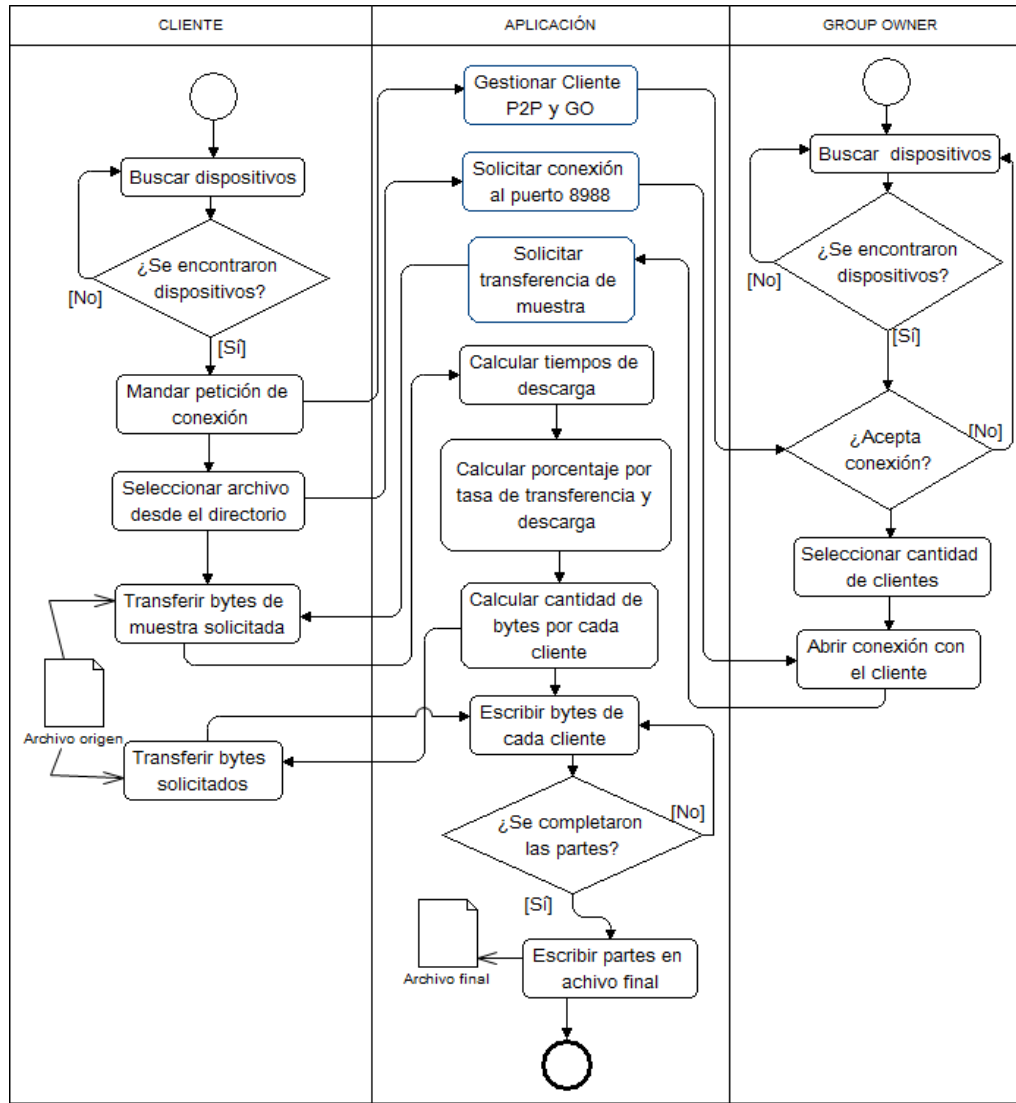 CLIENTE
APLICACIÓN
GROUP OWNER
Buscar dispositivos
¿Se encontraron
dispositivos?
[No]
[Sí]
Mandar petición de
conexión
Seleccionar archivo
desde el directorio
Transferir bytes de
muestra solicitada
Archivo origen
Transferir bytes
solicitados
Gestionar Cliente
P2P y GO
Solicitar conexión
al puerto 8988
Solicitar
transferencia de
muestra
Calcular tiempos de
descarga
Calcular porcentaje por
tasa de transferencia y
descarga
Calcular cantidad de
bytes por cada
cliente
Escribir bytes de
cada cliente
¿Se completaron
las partes?
[No]
[Sí]
Escribir partes en
achivo final
Archivo final
Buscar dispositivos
¿Se encontraron
dispositivos?
[No]
[Sí]
¿Acepta
conexión?
[No]
Seleccionar cantidad
de clientes
Abrir conexión con
el cliente